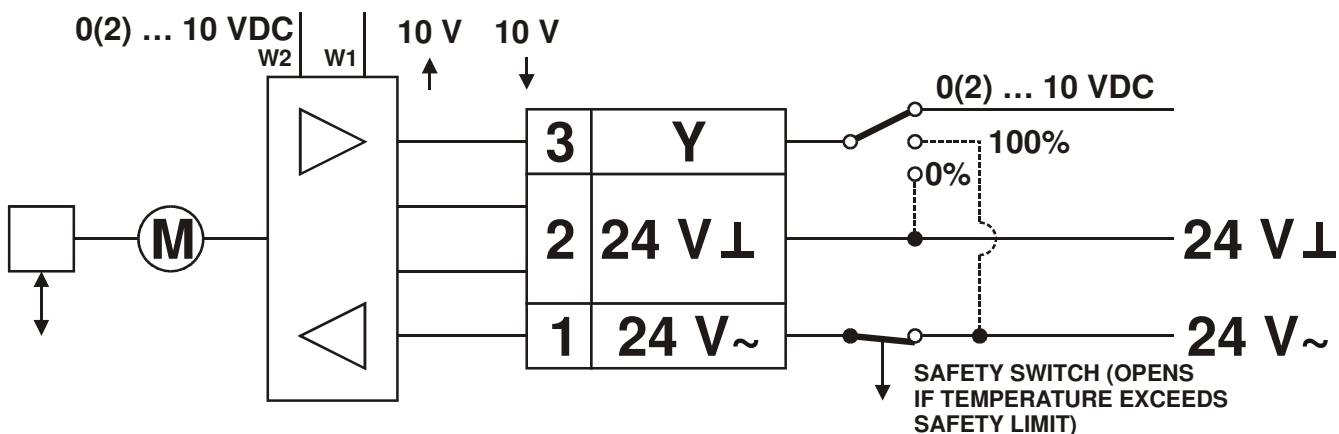 0(2) ... 10 VDC
W2 W1
10 V 10 V
0(2) ... 10 VDC
3 Y
100%
0%
M
2 24 V⊥
24 V⊥
1 24 V~
24 V~
SAFETY SWITCH (OPENS
IF TEMPERATURE EXCEEDS
SAFETY LIMIT)